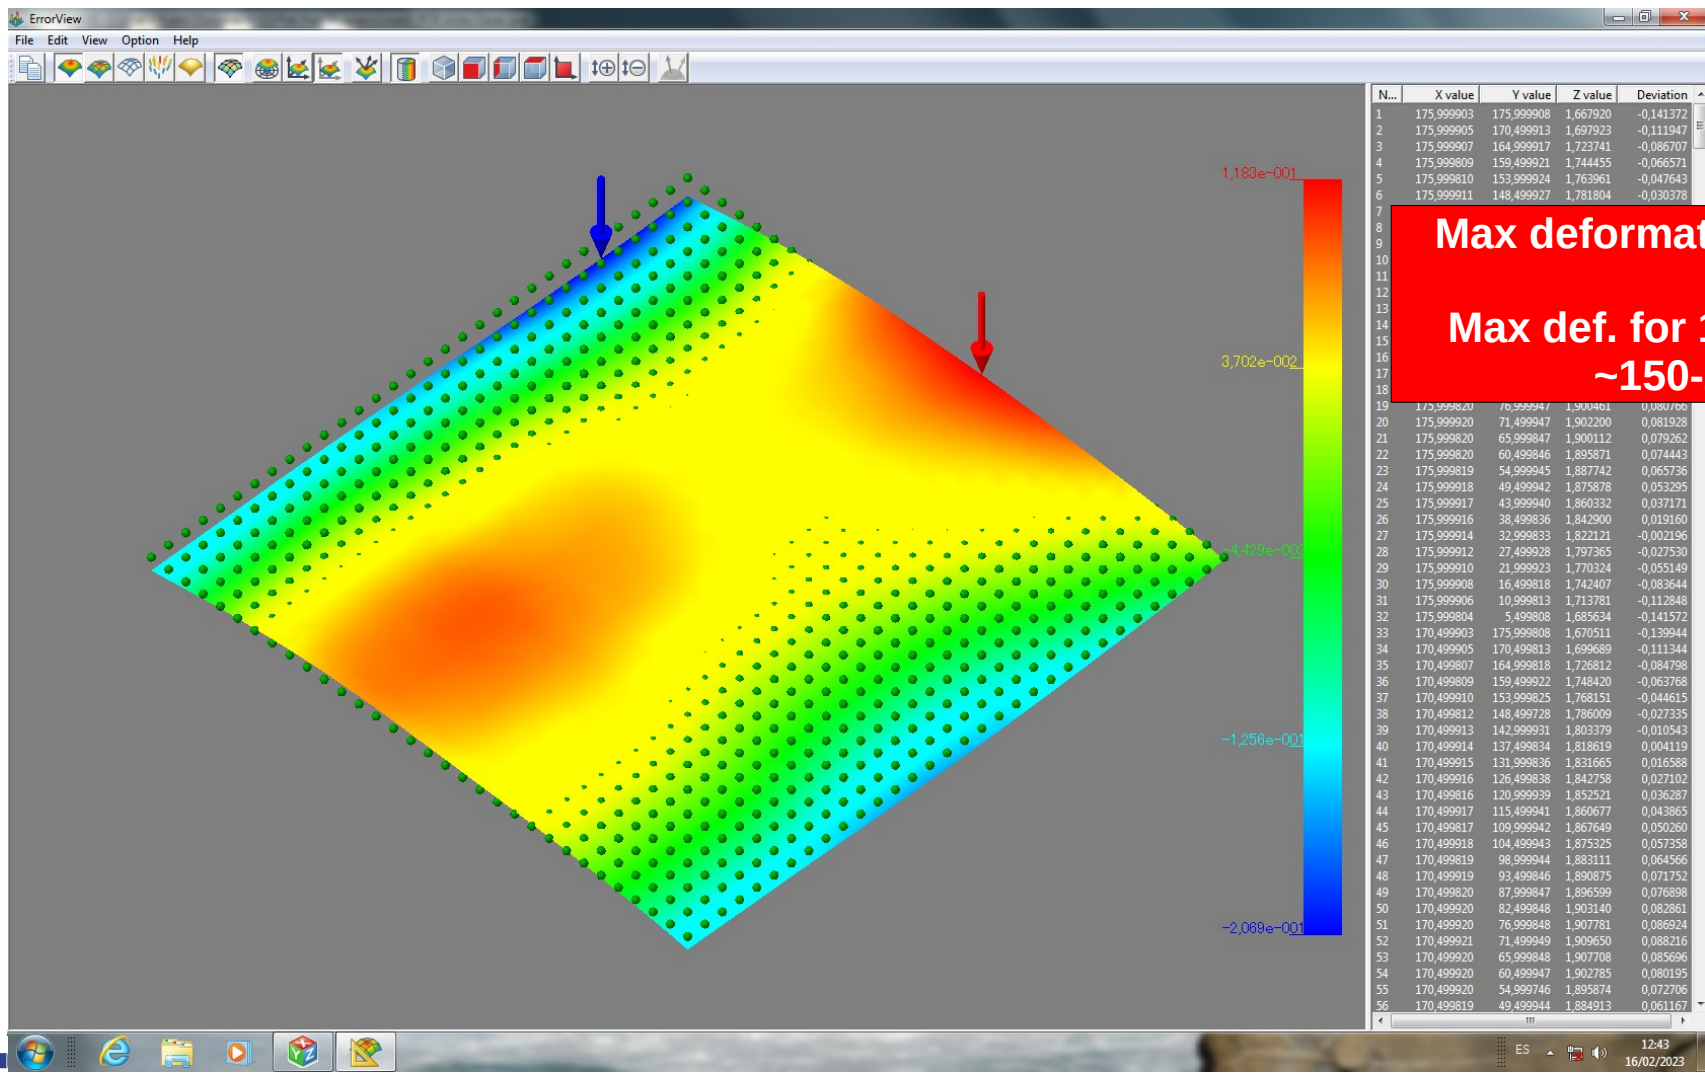 ErrorView
File Edit View Option Help
N... X value Y value Z value Deviation
1 175,999903 175,999908 1,667920 -0,141372
2 175,999905 170,499913 1,697923 -0,111947
3 175,999907 164,999917 1,723741 -0,086707
4 175,999809 159,499921 1,744455 -0,066571
5 175,999810 153,999924 1,763961 -0,047643
6 175,999911 148,499927 1,781804 -0,030378
7
8
9
10
11
12
13
14
15
16
17
18
Max deformat
Max def. for 1
~150-
19 175,999820 76,999947 1,900461 0,080766
20 175,999920 71,499947 1,902200 0,081928
21 175,999820 65,999847 1,900112 0,079262
22 175,999820 60,499846 1,895871 0,074443
23 175,999819 54,999945 1,887742 0,065736
24 175,999918 49,499942 1,875878 0,053295
25 175,999917 43,999940 1,860332 0,037171
26 175,999916 38,499836 1,842900 0,019160
27 175,999914 32,999833 1,822121 -0,002196
28 175,999912 27,499928 1,797365 -0,027530
29 175,999910 21,999923 1,770324 -0,055149
30 175,999908 16,499818 1,742407 -0,083644
31 175,999906 10,999813 1,713781 -0,112848
32 175,999804 5,499808 1,685634 -0,141572
33 170,499903 175,999808 1,670511 -0,139944
34 170,499905 170,499813 1,699689 -0,111344
35 170,499807 164,999818 1,726812 -0,084798
36 170,499809 159,499922 1,748420 -0,063768
37 170,499910 153,999825 1,768151 -0,044615
38 170,499812 148,499728 1,786009 -0,027335
39 170,499913 142,999931 1,803379 -0,010543
40 170,499914 137,499834 1,818619 0,004119
41 170,499915 131,999836 1,831665 0,016588
42 170,499916 126,499838 1,842758 0,027102
43 170,499816 120,999939 1,852521 0,036287
44 170,499917 115,499941 1,860677 0,043865
45 170,499817 109,999942 1,867649 0,050260
46 170,499918 104,499943 1,875325 0,057358
47 170,499819 98,999944 1,883111 0,064566
48 170,499919 93,499846 1,890875 0,071752
49 170,499820 87,999847 1,896599 0,076898
50 170,499920 82,499848 1,903140 0,082861
51 170,499920 76,999848 1,907781 0,086924
52 170,499921 71,499949 1,909650 0,088216
53 170,499920 65,999848 1,907708 0,085696
54 170,499920 60,499947 1,902785 0,080195
55 170,499920 54,999746 1,895874 0,072706
56 170,499819 49,499944 1,884913 0,061167
1,183e-001
3,702e-002
-4,429e-002
-1,256e-001
-2,069e-001
ES
12:43
16/02/2023